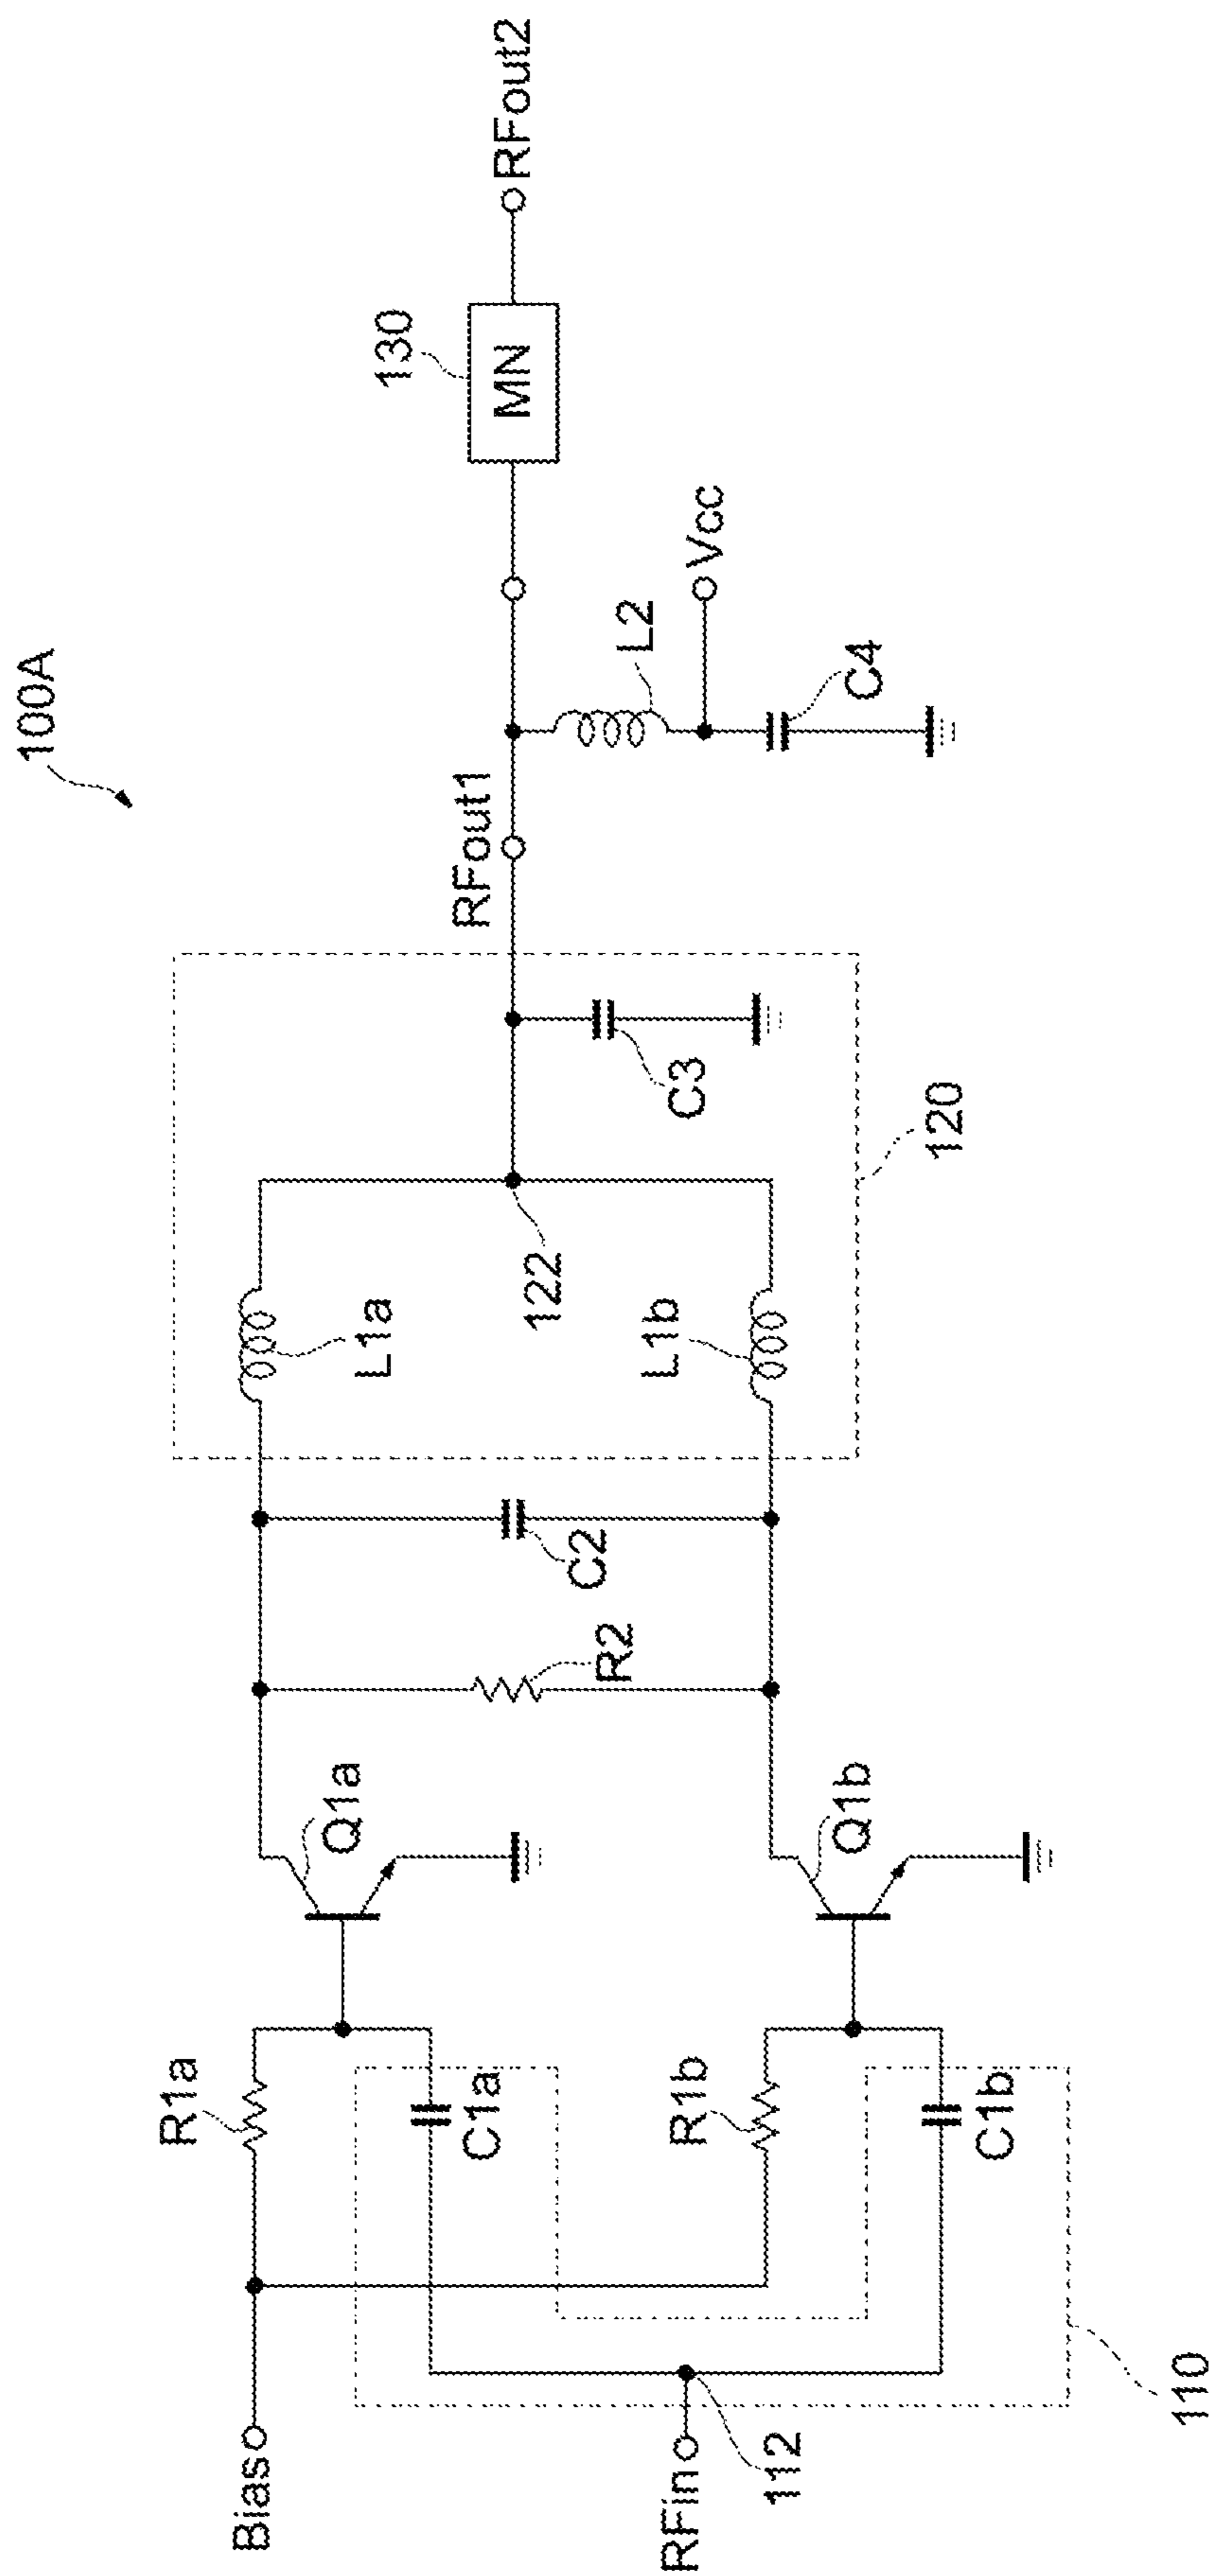 100A
Bias
R1a
Q1a
C1a
RFin
112
R1b
Q1b
C1b
110
R2
C2
L1a
L1b
122
120
C3
RFout1
L2
Vcc
C4
130
MN
RFout2